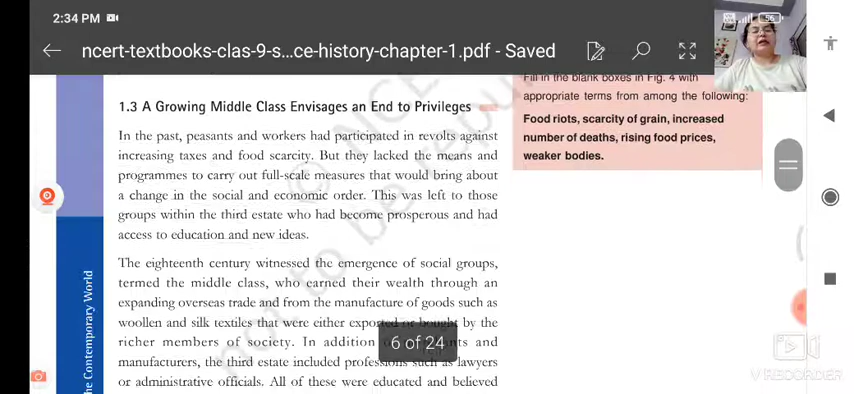 2:34 PM
56
ncert-textbooks-clas-9-s...ce-history-chapter-1.pdf - Saved
Fill in the blank boxes in Fig. 4 with
appropriate terms from among the following:
Food riots, scarcity of grain, increased
number of deaths, rising food prices,
weaker bodies.
1.3 A Growing Middle Class Envisages an End to Privileges
In the past, peasants and workers had participated in revolts against
increasing taxes and food scarcity. But they lacked the means and
programmes to carry out full-scale measures that would bring about
a change in the social and economic order. This was left to those
groups within the third estate who had become prosperous and had
access to education and new ideas.
The eighteenth century witnessed the emergence of social groups,
termed the middle class, who earned their wealth through an
expanding overseas trade and from the manufacture of goods such as
woollen and silk textiles that were either exported or bought by the
richer members of society. In addition and
manufacturers, the third estate included professions such as lawyers
or administrative officials. All of these were educated and believed
6 of 24
he Contemporary World
© NCE
not to be repu
V RECORDER